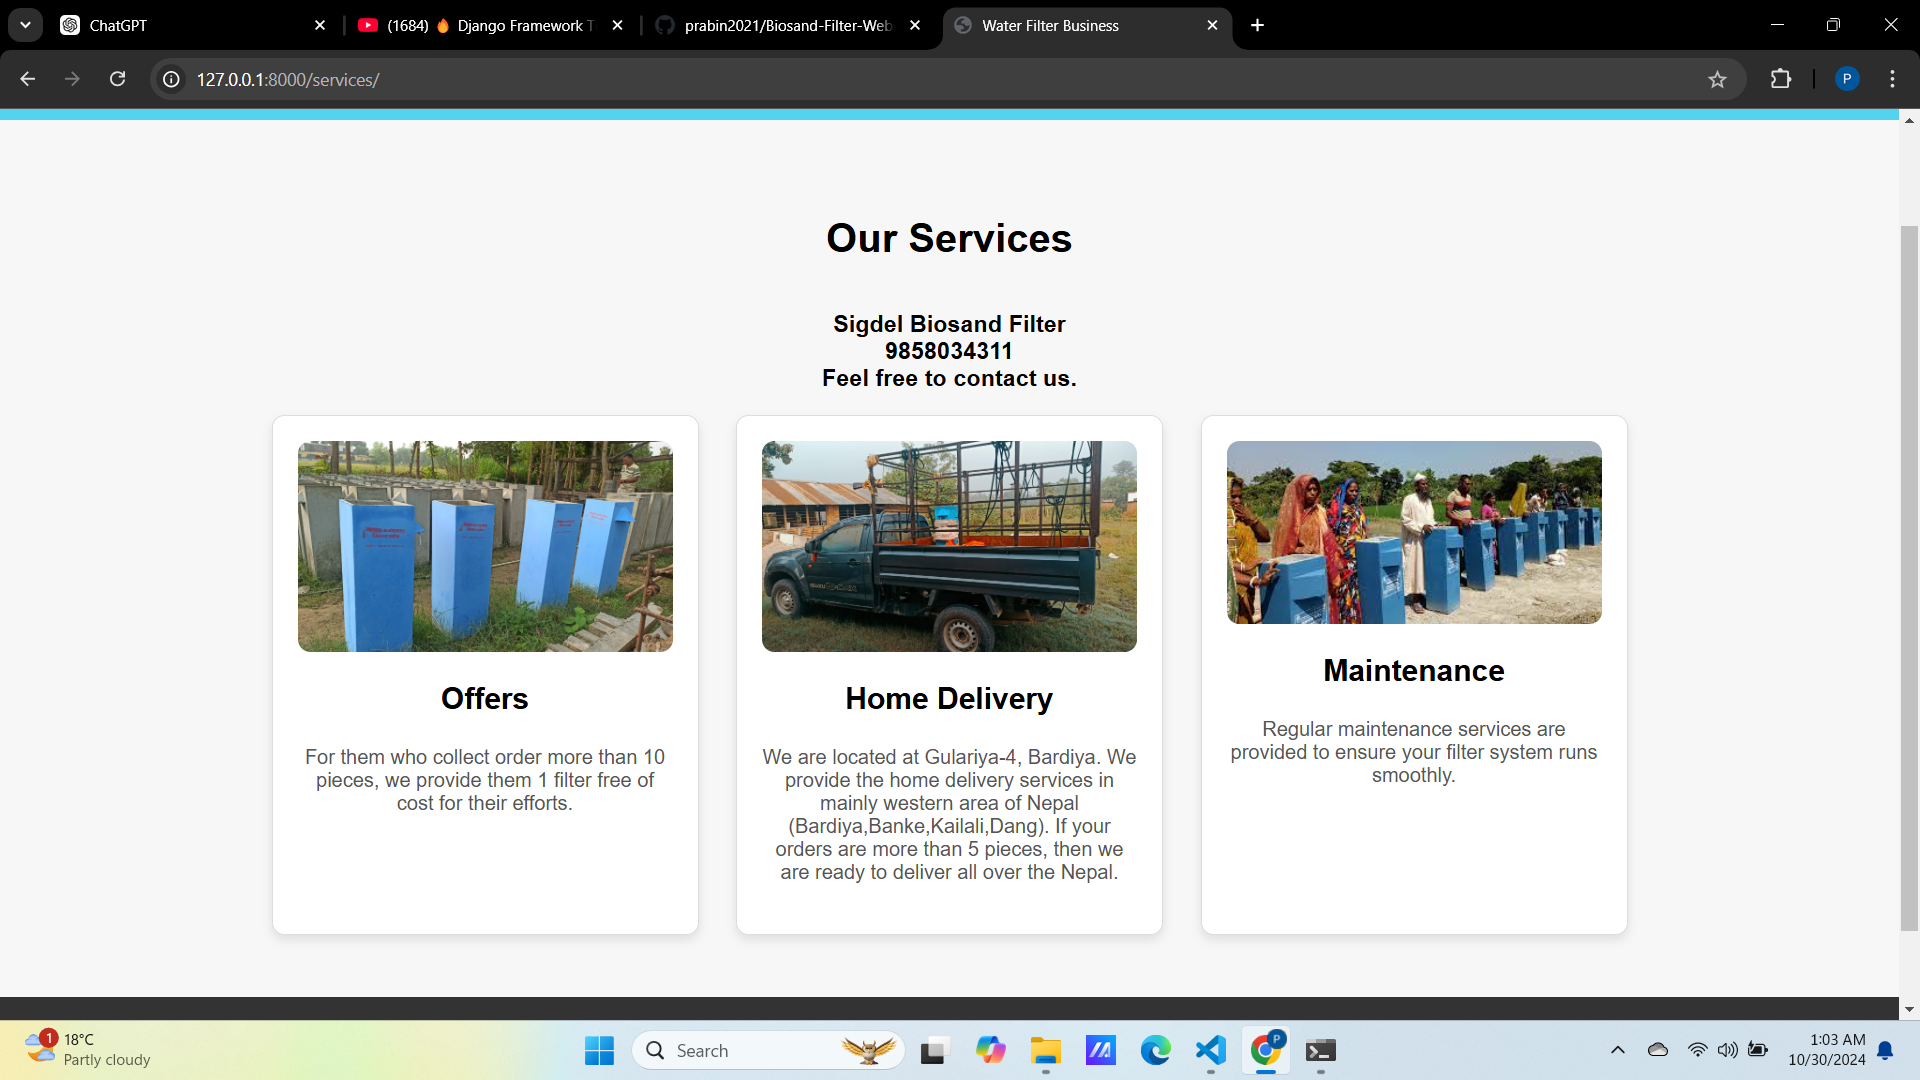 ChatGPT
(1684) 🔥 Django Framework T
prabin2021/Biosand-Filter-Web
Water Filter Business
127.0.0.1:8000/services/
P
Our Services
Sigdel Biosand Filter
9858034311
Feel free to contact us.
Offers
For them who collect order more than 10
pieces, we provide them 1 filter free of
cost for their efforts.
Home Delivery
We are located at Gulariya-4, Bardiya. We
provide the home delivery services in
mainly western area of Nepal
(Bardiya,Banke,Kailali,Dang). If your
orders are more than 5 pieces, then we
are ready to deliver all over the Nepal.
Maintenance
Regular maintenance services are
provided to ensure your filter system runs
smoothly.
1
18°C
Partly cloudy
Search
P
1:03 AM
10/30/2024